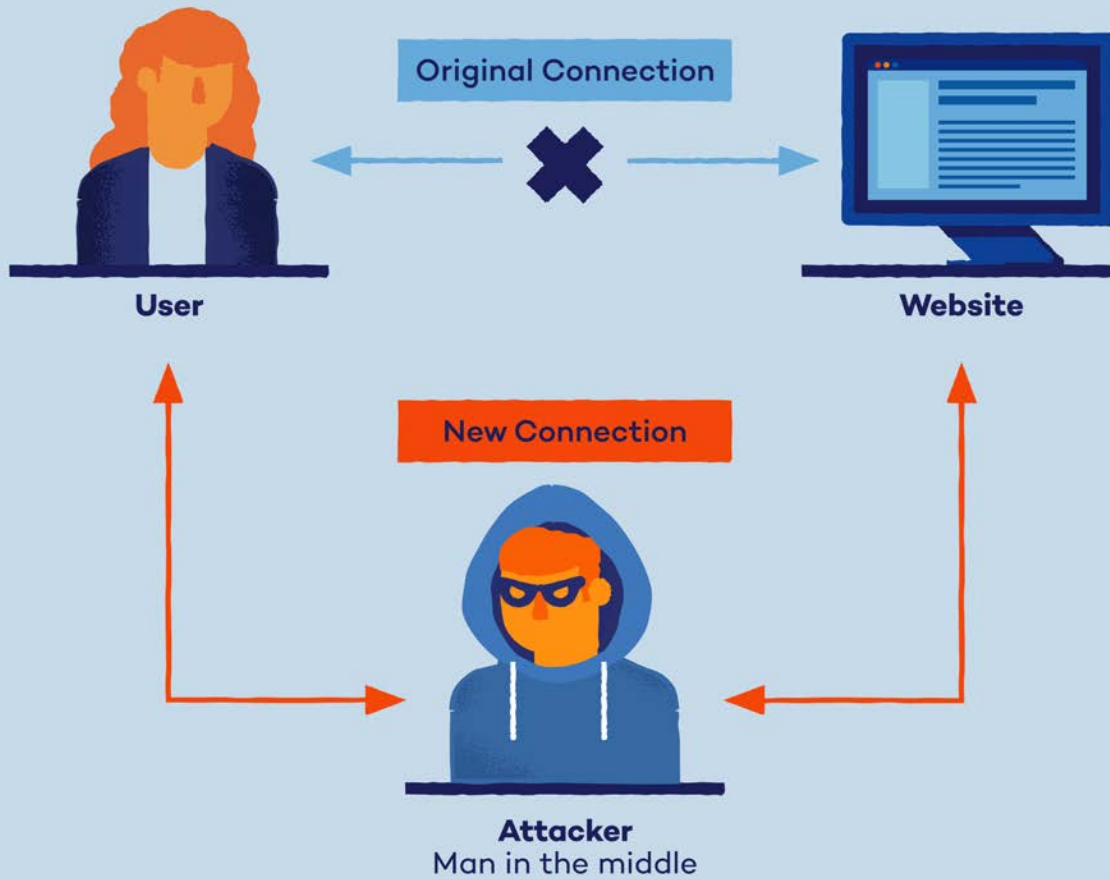 Original Connection
User
Website
New Connection
Attacker
Man in the middle